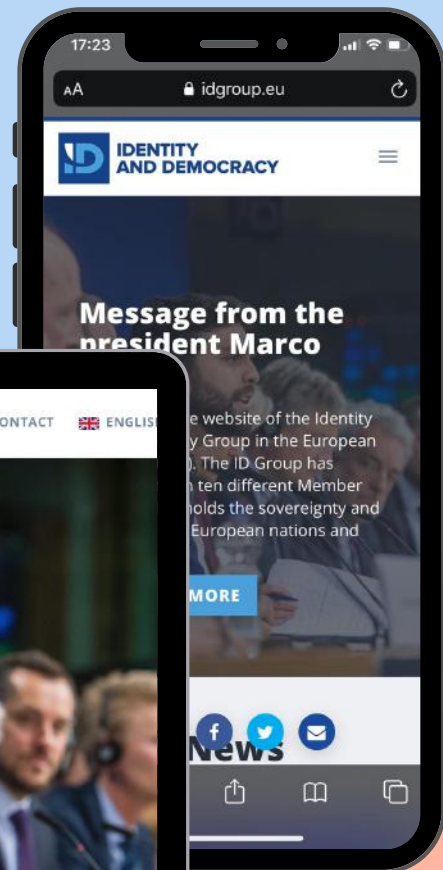 17:23
AA
idgroup.eu
IDENTITY
AND DEMOCRACY
Message from the
president Marco
e website of the Identity
y Group in the European
). The ID Group has
ten different Member
holds the sovereignty and
European nations and
MORE
News
ONTACT
ENGLIS